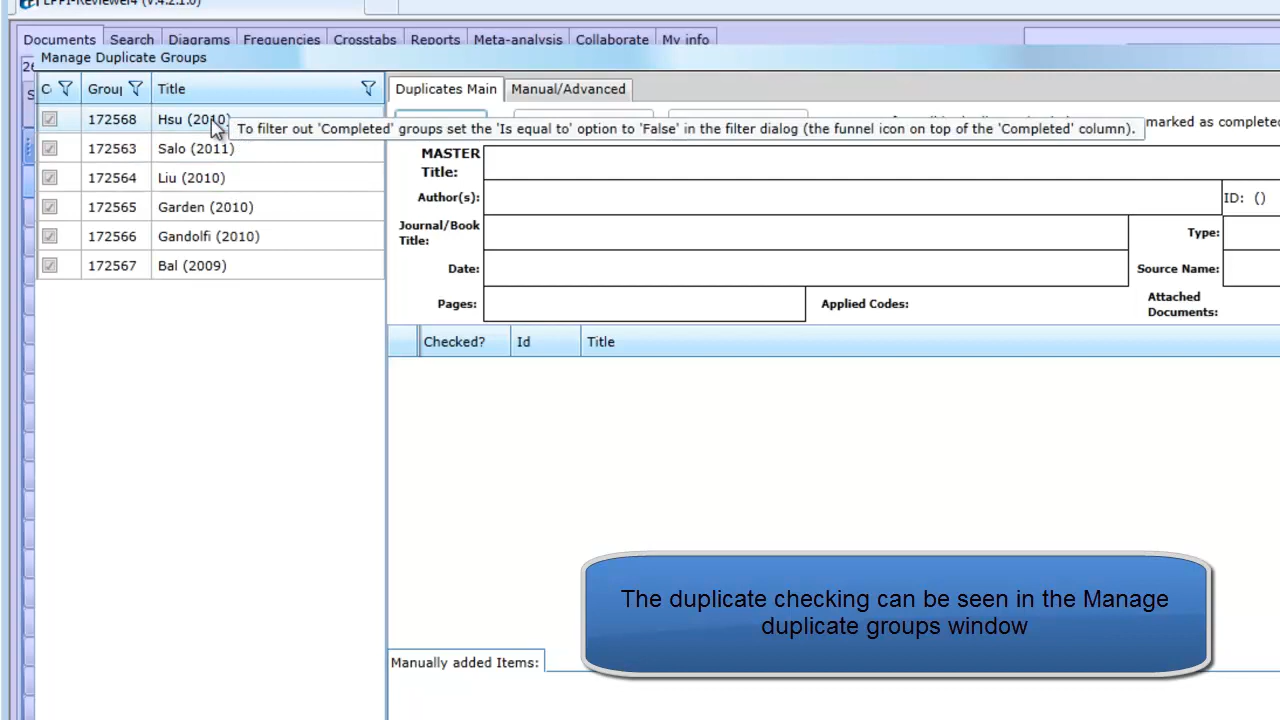 EPPI-Reviewer4 (V.4.2.1.0)
Documents Search Diagrams Frequencies Crosstabs Reports Meta-analysis Collaborate My info
Manage Duplicate Groups
Title
Duplicates Main Manual/Advanced
172568 Hsu (2010)
To filter out 'Completed' groups set the 'Is equal to' option to 'False' in the filter dialog (the funnel icon on top of the 'Completed' column).
marked as completed
172563 Salo (2011)
172564 Liu (2010)
172565 Garden (2010)
172566 Gandolfi (2010)
172567 Bal (2009)
MASTER
Title:
Author(s):
ID: ()
Journal/Book
Title:
Type:
Date:
Source Name:
Pages:
Applied Codes:
Attached
Documents:
Checked? Id Title
The duplicate checking can be seen in the Manage
duplicate groups window
Manually added Items: